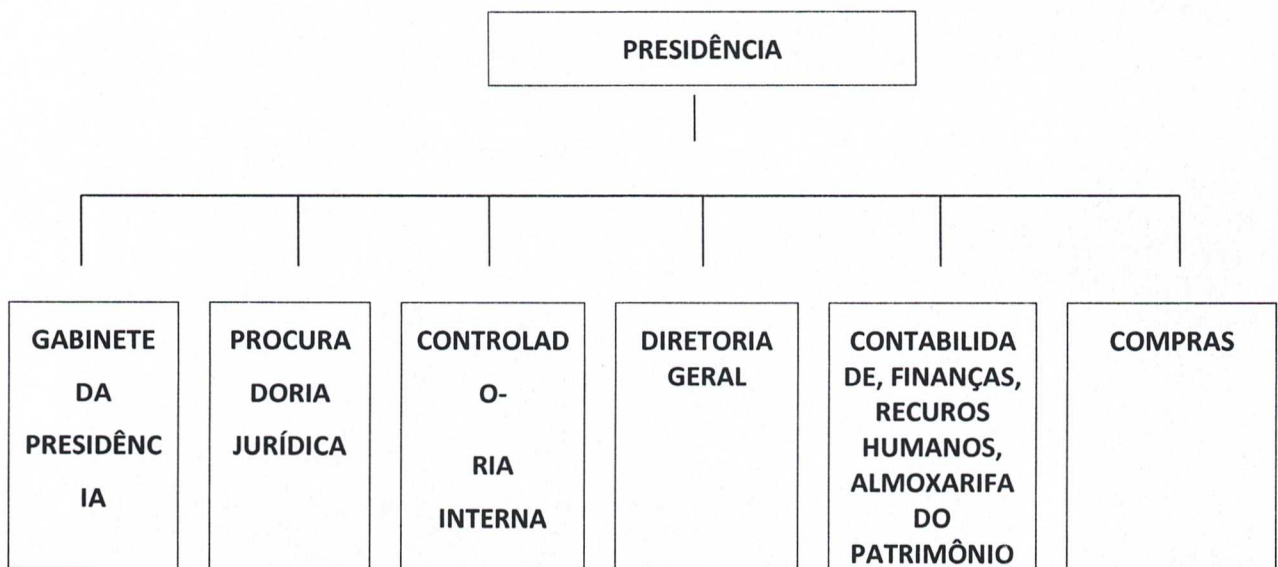 PRESIDÊNCIA
GABINETE
DA
PRESIDÊNC
IA
PROCURA
DORIA
JURÍDICA
CONTROLAD
O-
RIA
INTERNA
DIRETORIA
GERAL
CONTABILIDA
DE, FINANÇAS,
RECUROS
HUMANOS,
ALMOXARIFA
DO
PATRIMÔNIO
COMPRAS